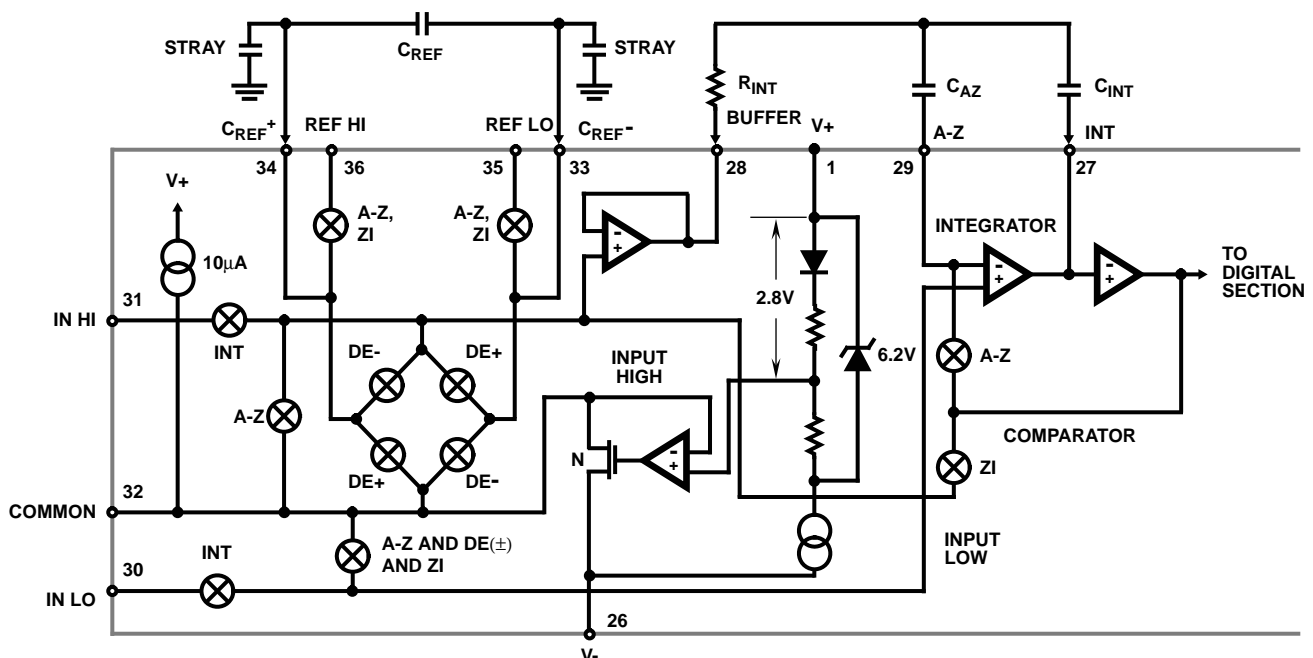 STRAY
CREF
STRAY
RINT
CAZ
CINT
BUFFER
V+
CREF+
REF HI
REF LO
CREF-
A-Z
INT
34
36
35
33
28
1
29
27
V+
A-Z,
ZI
A-Z,
ZI
-
+
INTEGRATOR
-
+
-
+
TO
DIGITAL
SECTION
10μA
2.8V
31
IN HI
INT
DE-
DE+
INPUT
HIGH
6.2V
A-Z
A-Z
COMPARATOR
N
-
+
DE+
DE-
ZI
32
COMMON
A-Z AND DE(±)
AND ZI
INPUT
LOW
30
INT
IN LO
26
V-